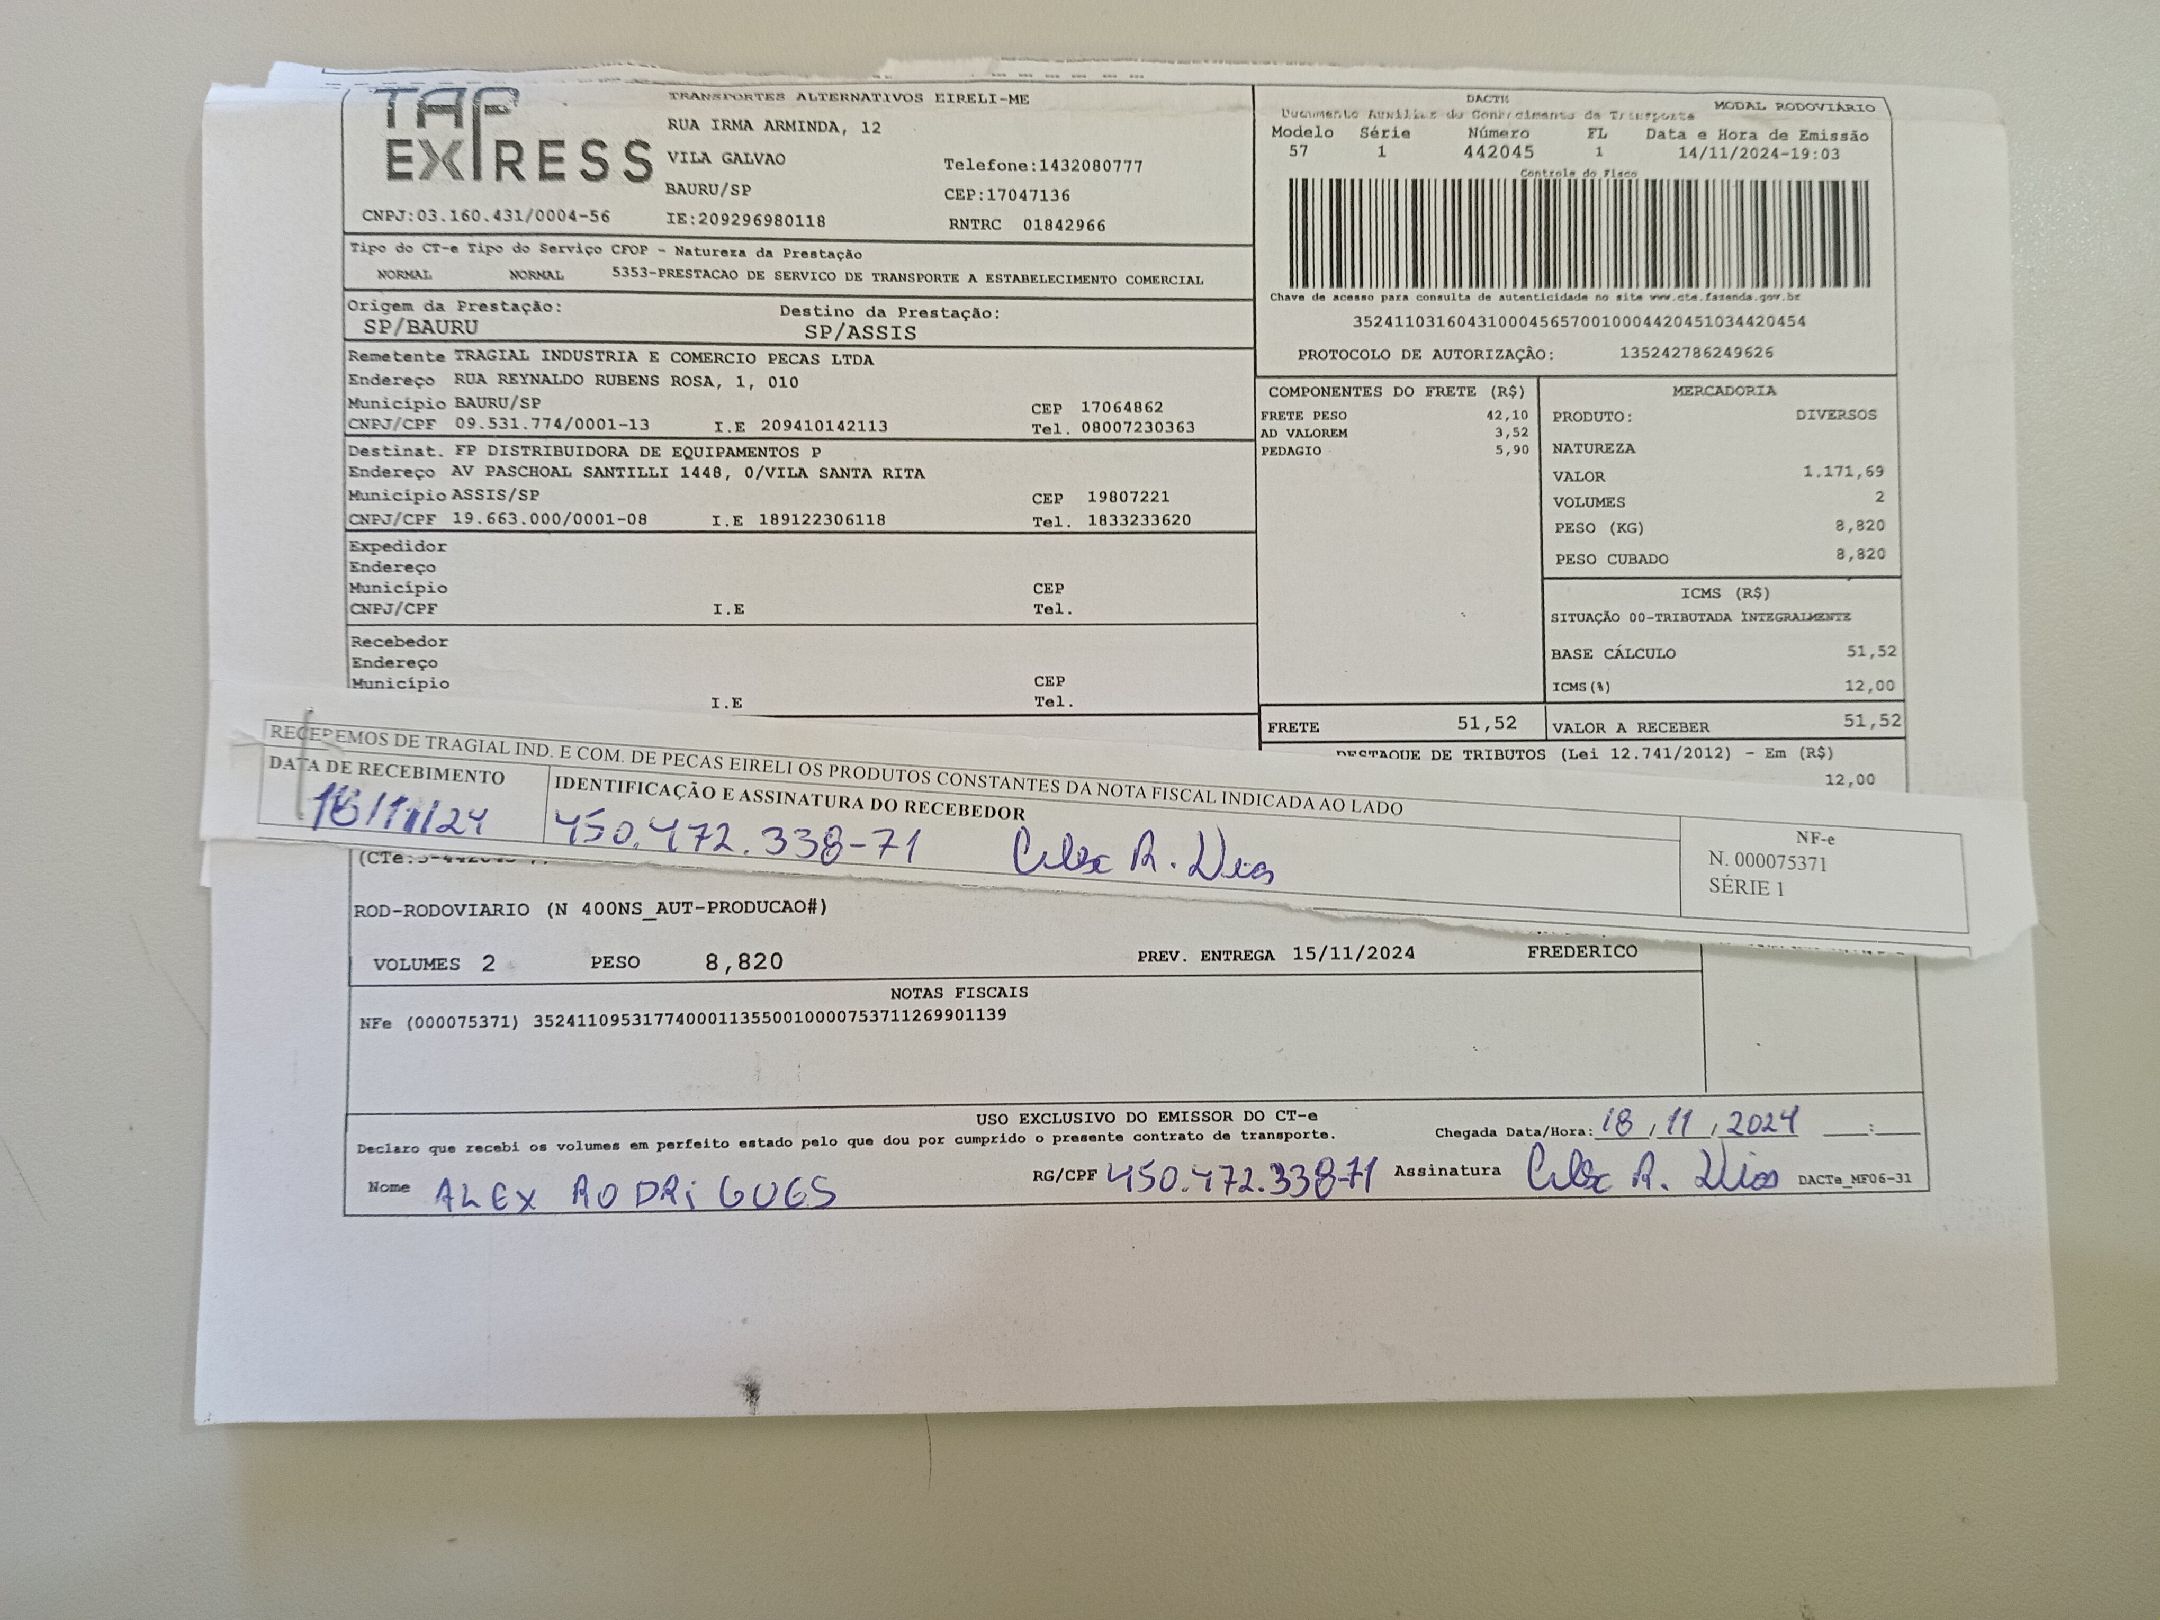 TAP EXPRESS
TRANSPORTES ALTERNATIVOS EIRELI-ME
RUA IRMA ARMINDA, 12
VILA GALVAO Telefone:1432080777
BAURU/SP CEP:17047136
CNPJ:03.160.431/0004-56 IE:209296980118 RNTRC 01842966
DACTE MODAL RODOVIÁRIO
Documento Auxiliar do Conhecimento de Transporte
Modelo Série Número FL Data e Hora de Emissão
57 1 442045 1 14/11/2024-19:03
Controle do Fisco
Chave de acesso para consulta de autenticidade no site www.cte.fazenda.gov.br
35241103160431000456570010004420451034420454
PROTOCOLO DE AUTORIZAÇÃO: 135242786249626
Tipo do CT-e Tipo do Serviço CFOP - Natureza da Prestação
NORMAL NORMAL 5353-PRESTACAO DE SERVICO DE TRANSPORTE A ESTABELECIMENTO COMERCIAL
Origem da Prestação: Destino da Prestação:
SP/BAURU SP/ASSIS
Remetente TRAGIAL INDUSTRIA E COMERCIO PECAS LTDA
Endereço RUA REYNALDO RUBENS ROSA, 1, 010
Município BAURU/SP CEP 17064862
CNPJ/CPF 09.531.774/0001-13 I.E 209410142113 Tel. 08007230363
Destinat. FP DISTRIBUIDORA DE EQUIPAMENTOS P
Endereço AV PASCHOAL SANTILLI 1448, 0/VILA SANTA RITA
Município ASSIS/SP CEP 19807221
CNPJ/CPF 19.663.000/0001-08 I.E 189122306118 Tel. 1833233620
Expedidor
Endereço
Município CEP
CNPJ/CPF I.E Tel.
Recebedor
Endereço
Município CEP
I.E Tel.
COMPONENTES DO FRETE (R$)
FRETE PESO 42,10
AD VALOREM 3,52
PEDAGIO 5,90
MERCADORIA
PRODUTO: DIVERSOS
NATUREZA
VALOR 1.171,69
VOLUMES 2
PESO (KG) 8,820
PESO CUBADO 8,820
ICMS (R$)
SITUAÇÃO 00-TRIBUTADA INTEGRALMENTE
BASE CÁLCULO 51,52
ICMS(%) 12,00
FRETE 51,52 VALOR A RECEBER 51,52
DESTAQUE DE TRIBUTOS (Lei 12.741/2012) - Em (R$)
12,00
RECEBEMOS DE TRAGIAL IND. E COM. DE PECAS EIRELI OS PRODUTOS CONSTANTES DA NOTA FISCAL INDICADA AO LADO
DATA DE RECEBIMENTO IDENTIFICAÇÃO E ASSINATURA DO RECEBEDOR
18/11/24 450.472.338-71
NF-e
N. 000075371
SÉRIE 1
ROD-RODOVIARIO (N 400NS_AUT-PRODUCAO#)
VOLUMES 2 PESO 8,820 PREV. ENTREGA 15/11/2024 FREDERICO
NOTAS FISCAIS
NFe (000075371) 35241109531774000113550010000753711269901139
USO EXCLUSIVO DO EMISSOR DO CT-e
Declaro que recebi os volumes em perfeito estado pelo que dou por cumprido o presente contrato de transporte.
Chegada Data/Hora: 18/11/2024 __:__
Nome ALEX RODRIGUES RG/CPF 450.472.338-71 Assinatura DACTe_MF06-31